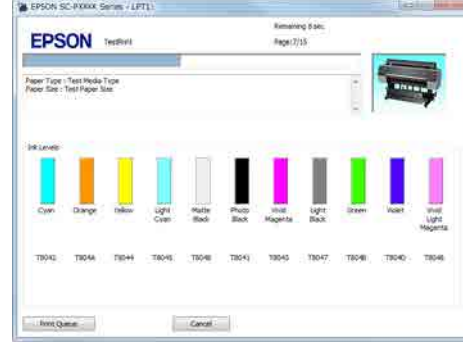 EPSON SC-PXXXX Series - LPT1:
EPSON
TestPrint
Remaining 8 sec.
Page: 7/15
Paper Type : Test Media Type
Paper Size : Test Paper Size
Ink Levels
Cyan Orange Yellow Light Cyan Matte Black Photo Black Vivid Magenta Light Black Green Violet Vivid Light Magenta
T8042 T804A T8044 T8045 T8048 T8041 T8043 T8047 T804B T804D T8046
Print Queue Cancel